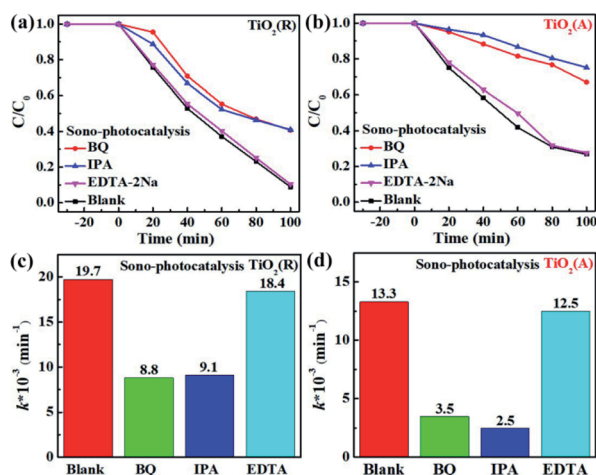 (a)
TiO₂(R)
C/C₀
1.0
0.8
0.6
0.4
0.2
0.0
Sono-photocatalysis
BQ
IPA
EDTA-2Na
Blank
-20 0 20 40 60 80 100
Time (min)
(b)
TiO₂(A)
C/C₀
1.0
0.8
0.6
0.4
0.2
0.0
Sono-photocatalysis
BQ
IPA
EDTA-2Na
Blank
-20 0 20 40 60 80 100
Time (min)
(c)
Sono-photocatalysis TiO₂(R)
k*10⁻³ (min⁻¹)
20
15
10
5
0
19.7
8.8
9.1
18.4
Blank BQ IPA EDTA
(d)
Sono-photocatalysis TiO₂(A)
k*10⁻³ (min⁻¹)
15
10
5
0
13.3
3.5
2.5
12.5
Blank BQ IPA EDTA